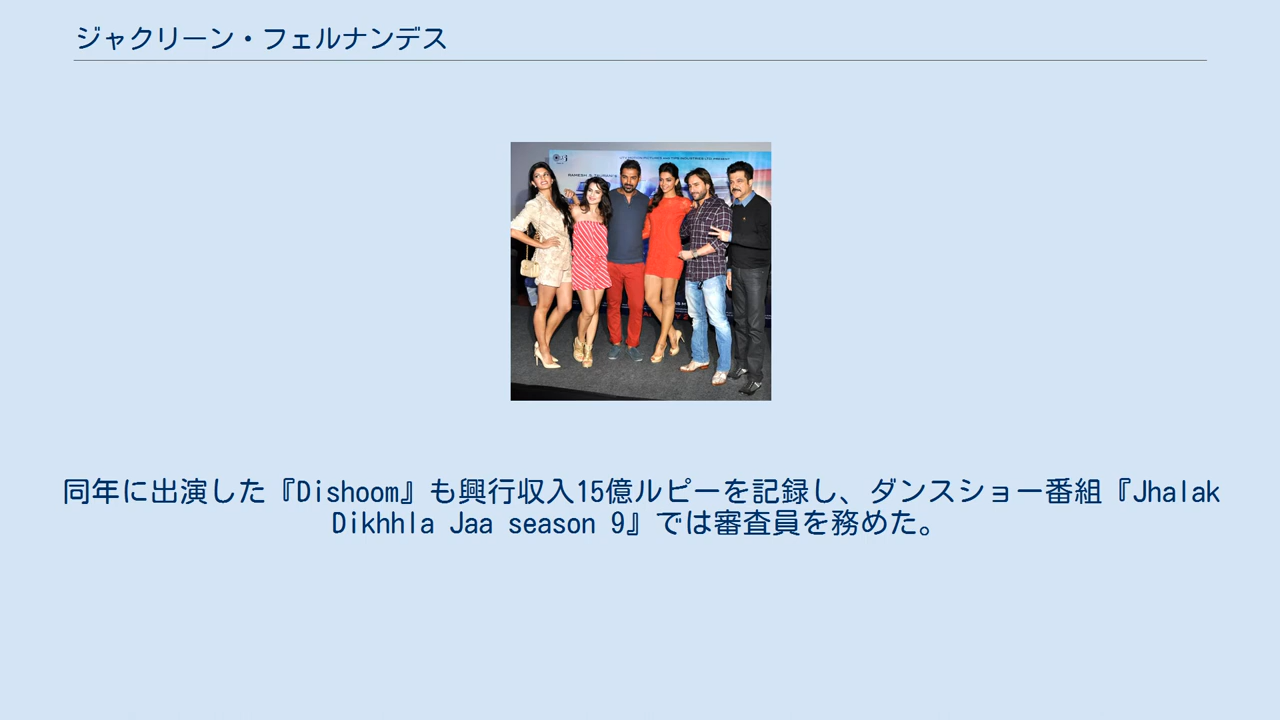 ジャクリーン・フェルナンデス
RAMESH S. TAURANI'S
同年に出演した『Dishoom』も興行収入15億ルピーを記録し、ダンスショー番組『Jhalak
Dikhhla Jaa season 9』では審査員を務めた。